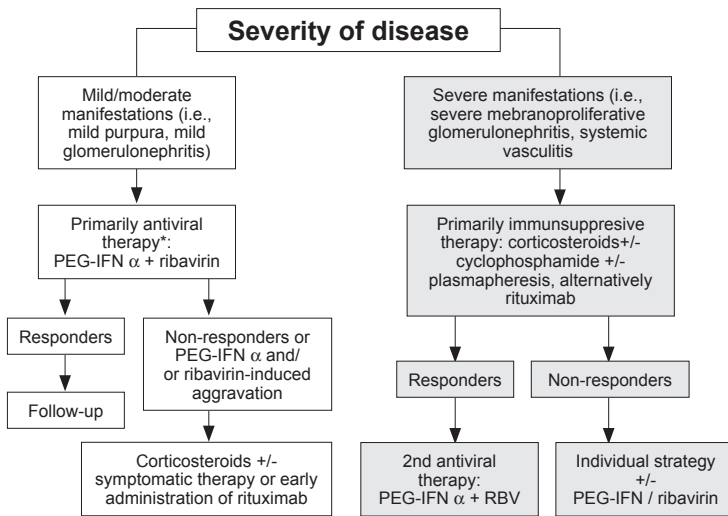 Severity of disease
Mild/moderate
manifestations (i.e.,
mild purpura, mild
glomerulonephritis)
Severe manifestations (i.e.,
severe mebranoproliferative
glomerulonephritis, systemic
vasculitis
Primarily antiviral
therapy*:
PEG-IFN α + ribavirin
Primarily immunsuppresive
therapy: corticosteroids+/-
cyclophosphamide +/-
plasmapheresis, alternatively
rituximab
Responders
Non-responders or
PEG-IFN α and/
or ribavirin-induced
aggravation
Responders
Non-responders
Follow-up
Corticosteroids +/-
symptomatic therapy or early
administration of rituximab
2nd antiviral
therapy:
PEG-IFN α + RBV
Individual strategy
+/-
PEG-IFN / ribavirin